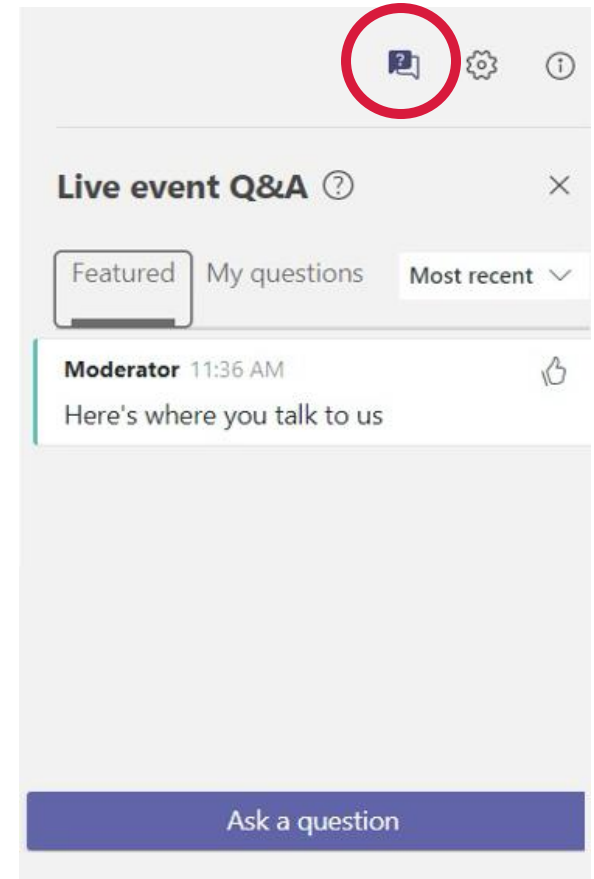 Live event Q&A
Featured My questions Most recent
Moderator 11:36 AM
Here's where you talk to us
Ask a question